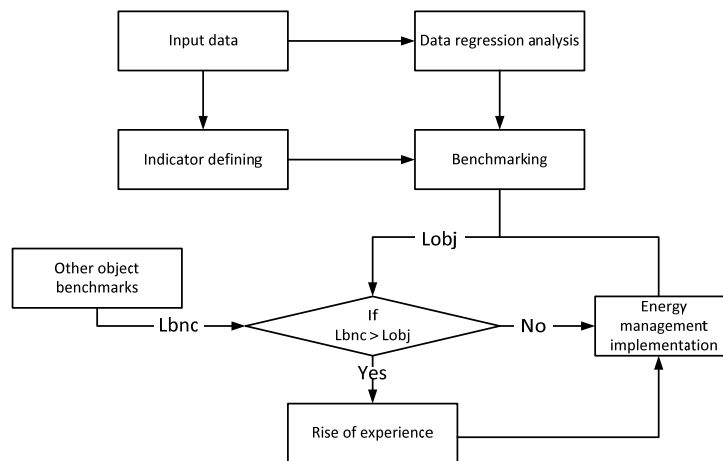 Input data
Data regression analysis
Indicator defining
Benchmarking
Lobj
Other object
benchmarks
Lbnc
If
Lbnc > Lobj
No
Energy
management
implementation
Yes
Rise of experience